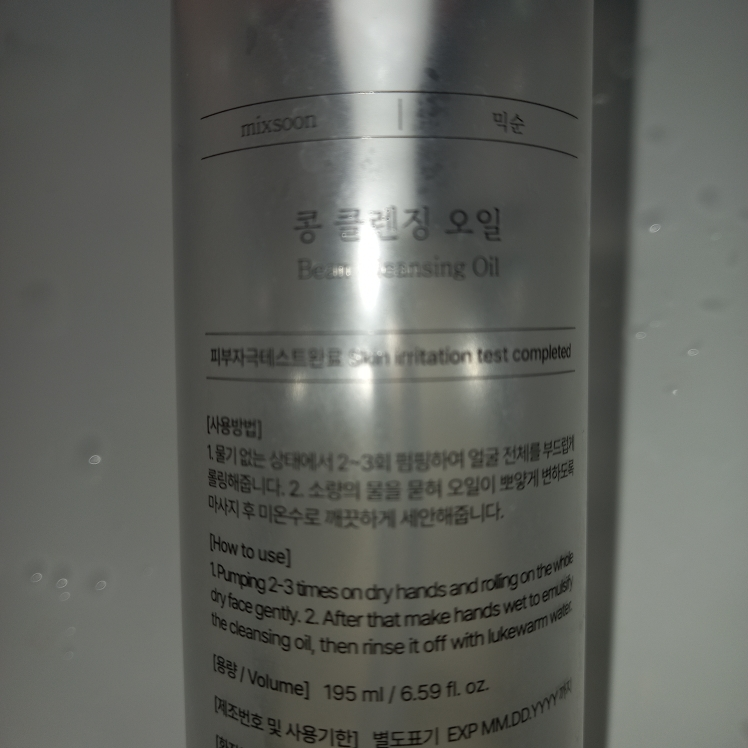 mixsoon | 믹순
콩 클렌징 오일
Bean Cleansing Oil
피부자극테스트완료 Skin irritation test completed
[사용방법]
1. 물기 없는 상태에서 2~3회 펌핑하여 얼굴 전체를 부드럽게
롤링해줍니다. 2. 소량의 물을 묻혀 오일이 뽀얗게 변하도록
마사지 후 미온수로 깨끗하게 세안해줍니다.
[How to use]
1.Pumping 2-3 times on dry hands and rolling on the whole
dry face gently. 2. After that make hands wet to emulsify
the cleansing oil, then rinse it off with lukewarm water.
[용량 / Volume] 195 ml / 6.59 fl. oz.
[제조번호 및 사용기한] 별도표기 EXP MM.DD.YYYY 까지